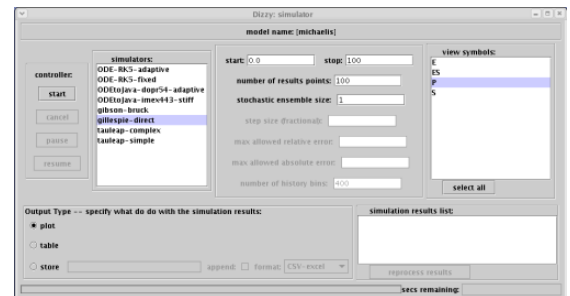 Dizzy: simulator
model name: [michaelis]
controller:
start
cancel
pause
resume
simulators:
ODE-RK5-adaptive
ODE-RK5-fixed
ODEtoJava-dopr54-adaptive
ODEtoJava-imex443-stiff
gibson-bruck
gillespie-direct
tauleap-complex
tauleap-simple
start: 0.0 stop: 100
number of results points: 100
stochastic ensemble size: 1
step size (fractional):
max allowed relative error:
max allowed absolute error:
number of history bins: 400
view symbols:
E
ES
P
S
select all
Output Type -- specify what do do with the simulation results:
plot
table
store append: format: CSV-excel
simulation results list:
reprocess results
secs remaining: